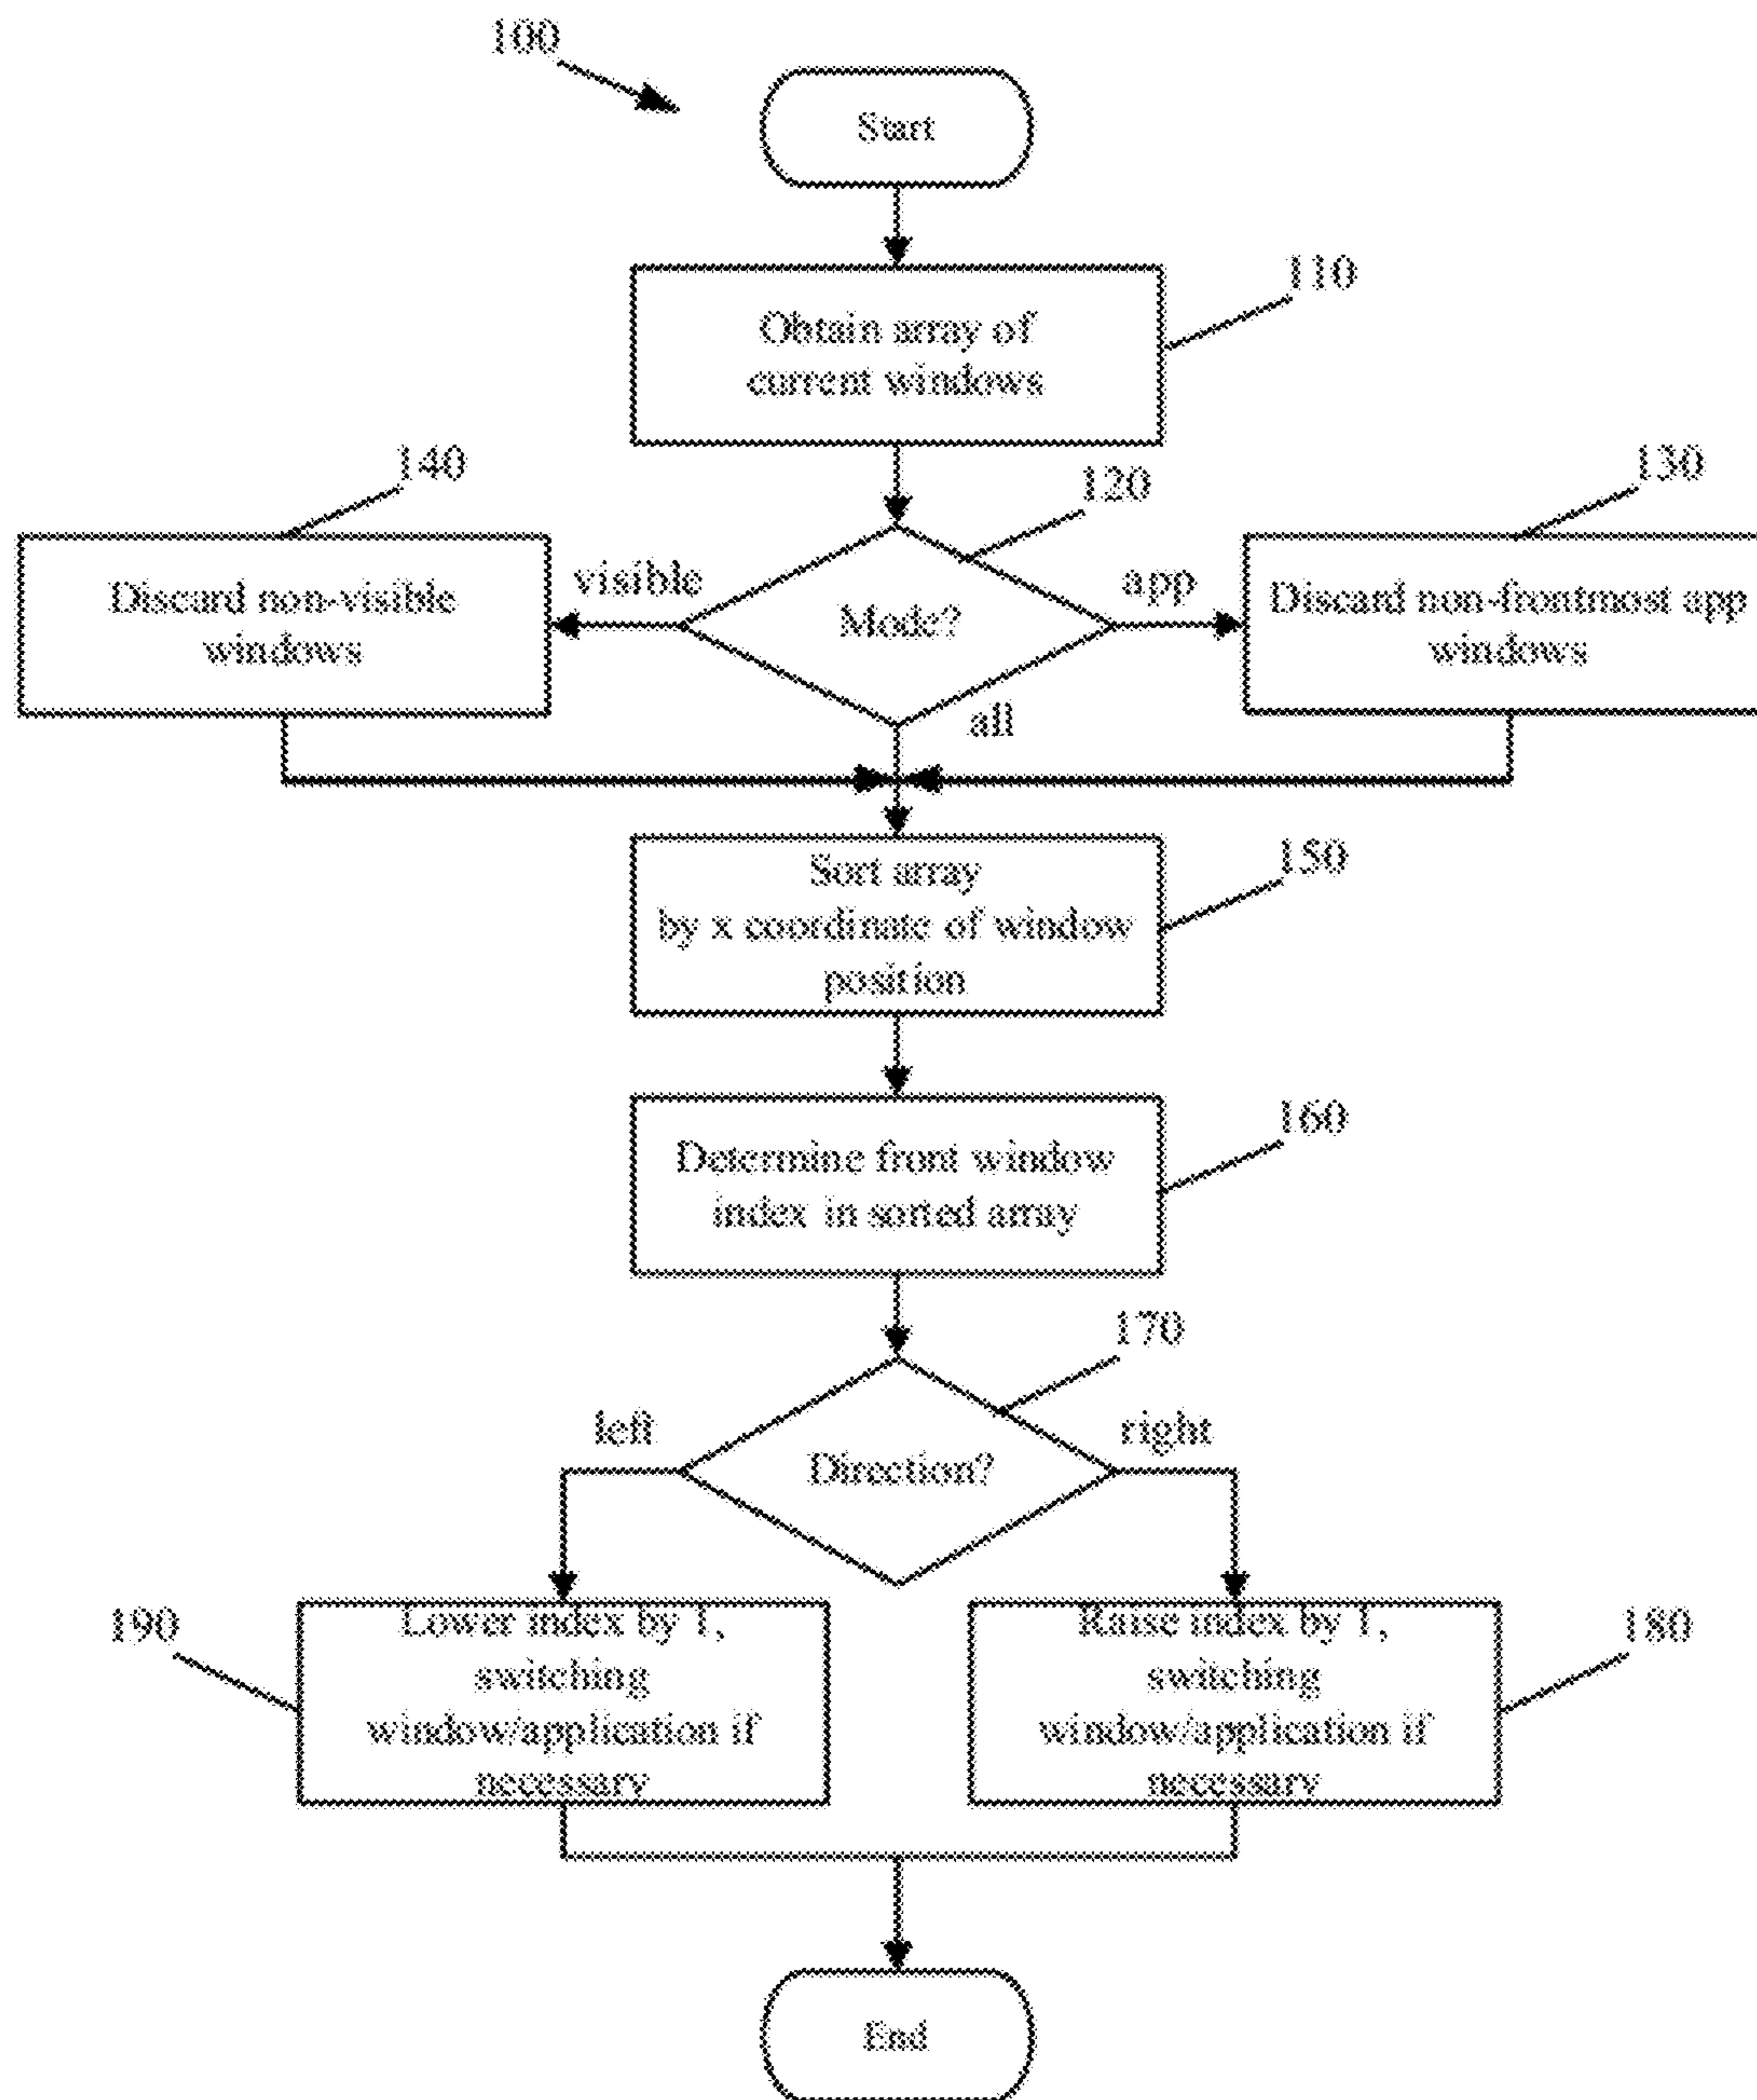 100
Start
110
Obtain array of
current windows
140
120
130
visible
app
Discard non-visible
windows
Mode?
Discard non-frontmost app
windows
all
150
Sort array
by x coordinate of window
position
160
Determine front window
index in sorted array
170
left
right
Direction?
190
Lower index by 1,
switching
window/application if
necessary
180
Raise index by 1,
switching
window/application if
necessary
End